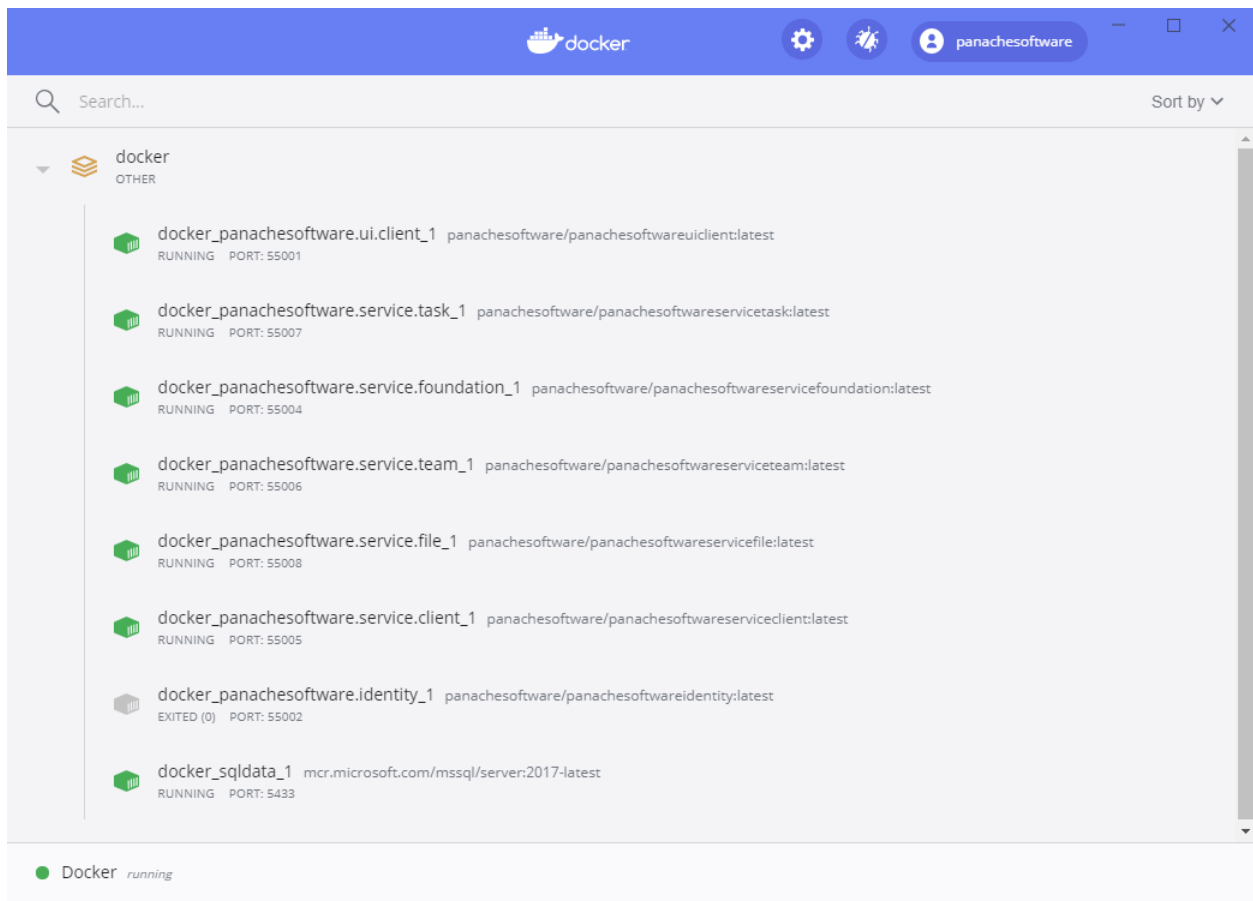 docker
panachesoftware
Search...
Sort by
docker
OTHER
docker_panachesoftware.ui.client_1 panachesoftware/panachesoftwareuiclient:latest
RUNNING PORT: 55001
docker_panachesoftware.service.task_1 panachesoftware/panachesoftwareservicetask:latest
RUNNING PORT: 55007
docker_panachesoftware.service.foundation_1 panachesoftware/panachesoftwareservicefoundation:latest
RUNNING PORT: 55004
docker_panachesoftware.service.team_1 panachesoftware/panachesoftwareserviceteam:latest
RUNNING PORT: 55006
docker_panachesoftware.service.file_1 panachesoftware/panachesoftwareservicefile:latest
RUNNING PORT: 55008
docker_panachesoftware.service.client_1 panachesoftware/panachesoftwareserviceclient:latest
RUNNING PORT: 55005
docker_panachesoftware.identity_1 panachesoftware/panachesoftwareidentity:latest
EXITED (0) PORT: 55002
docker_sqldata_1 mcr.microsoft.com/mssql/server:2017-latest
RUNNING PORT: 5433
Docker running